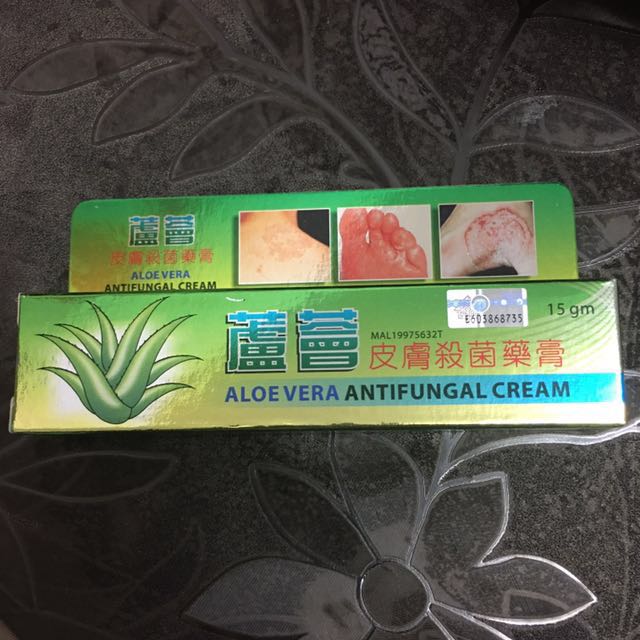 蘆薈
皮膚殺菌藥膏
ALOE VERA
ANTIFUNGAL CREAM
E603868735
15 gm
MAL19975632T
蘆薈 皮膚殺菌藥膏
ALOE VERA ANTIFUNGAL CREAM